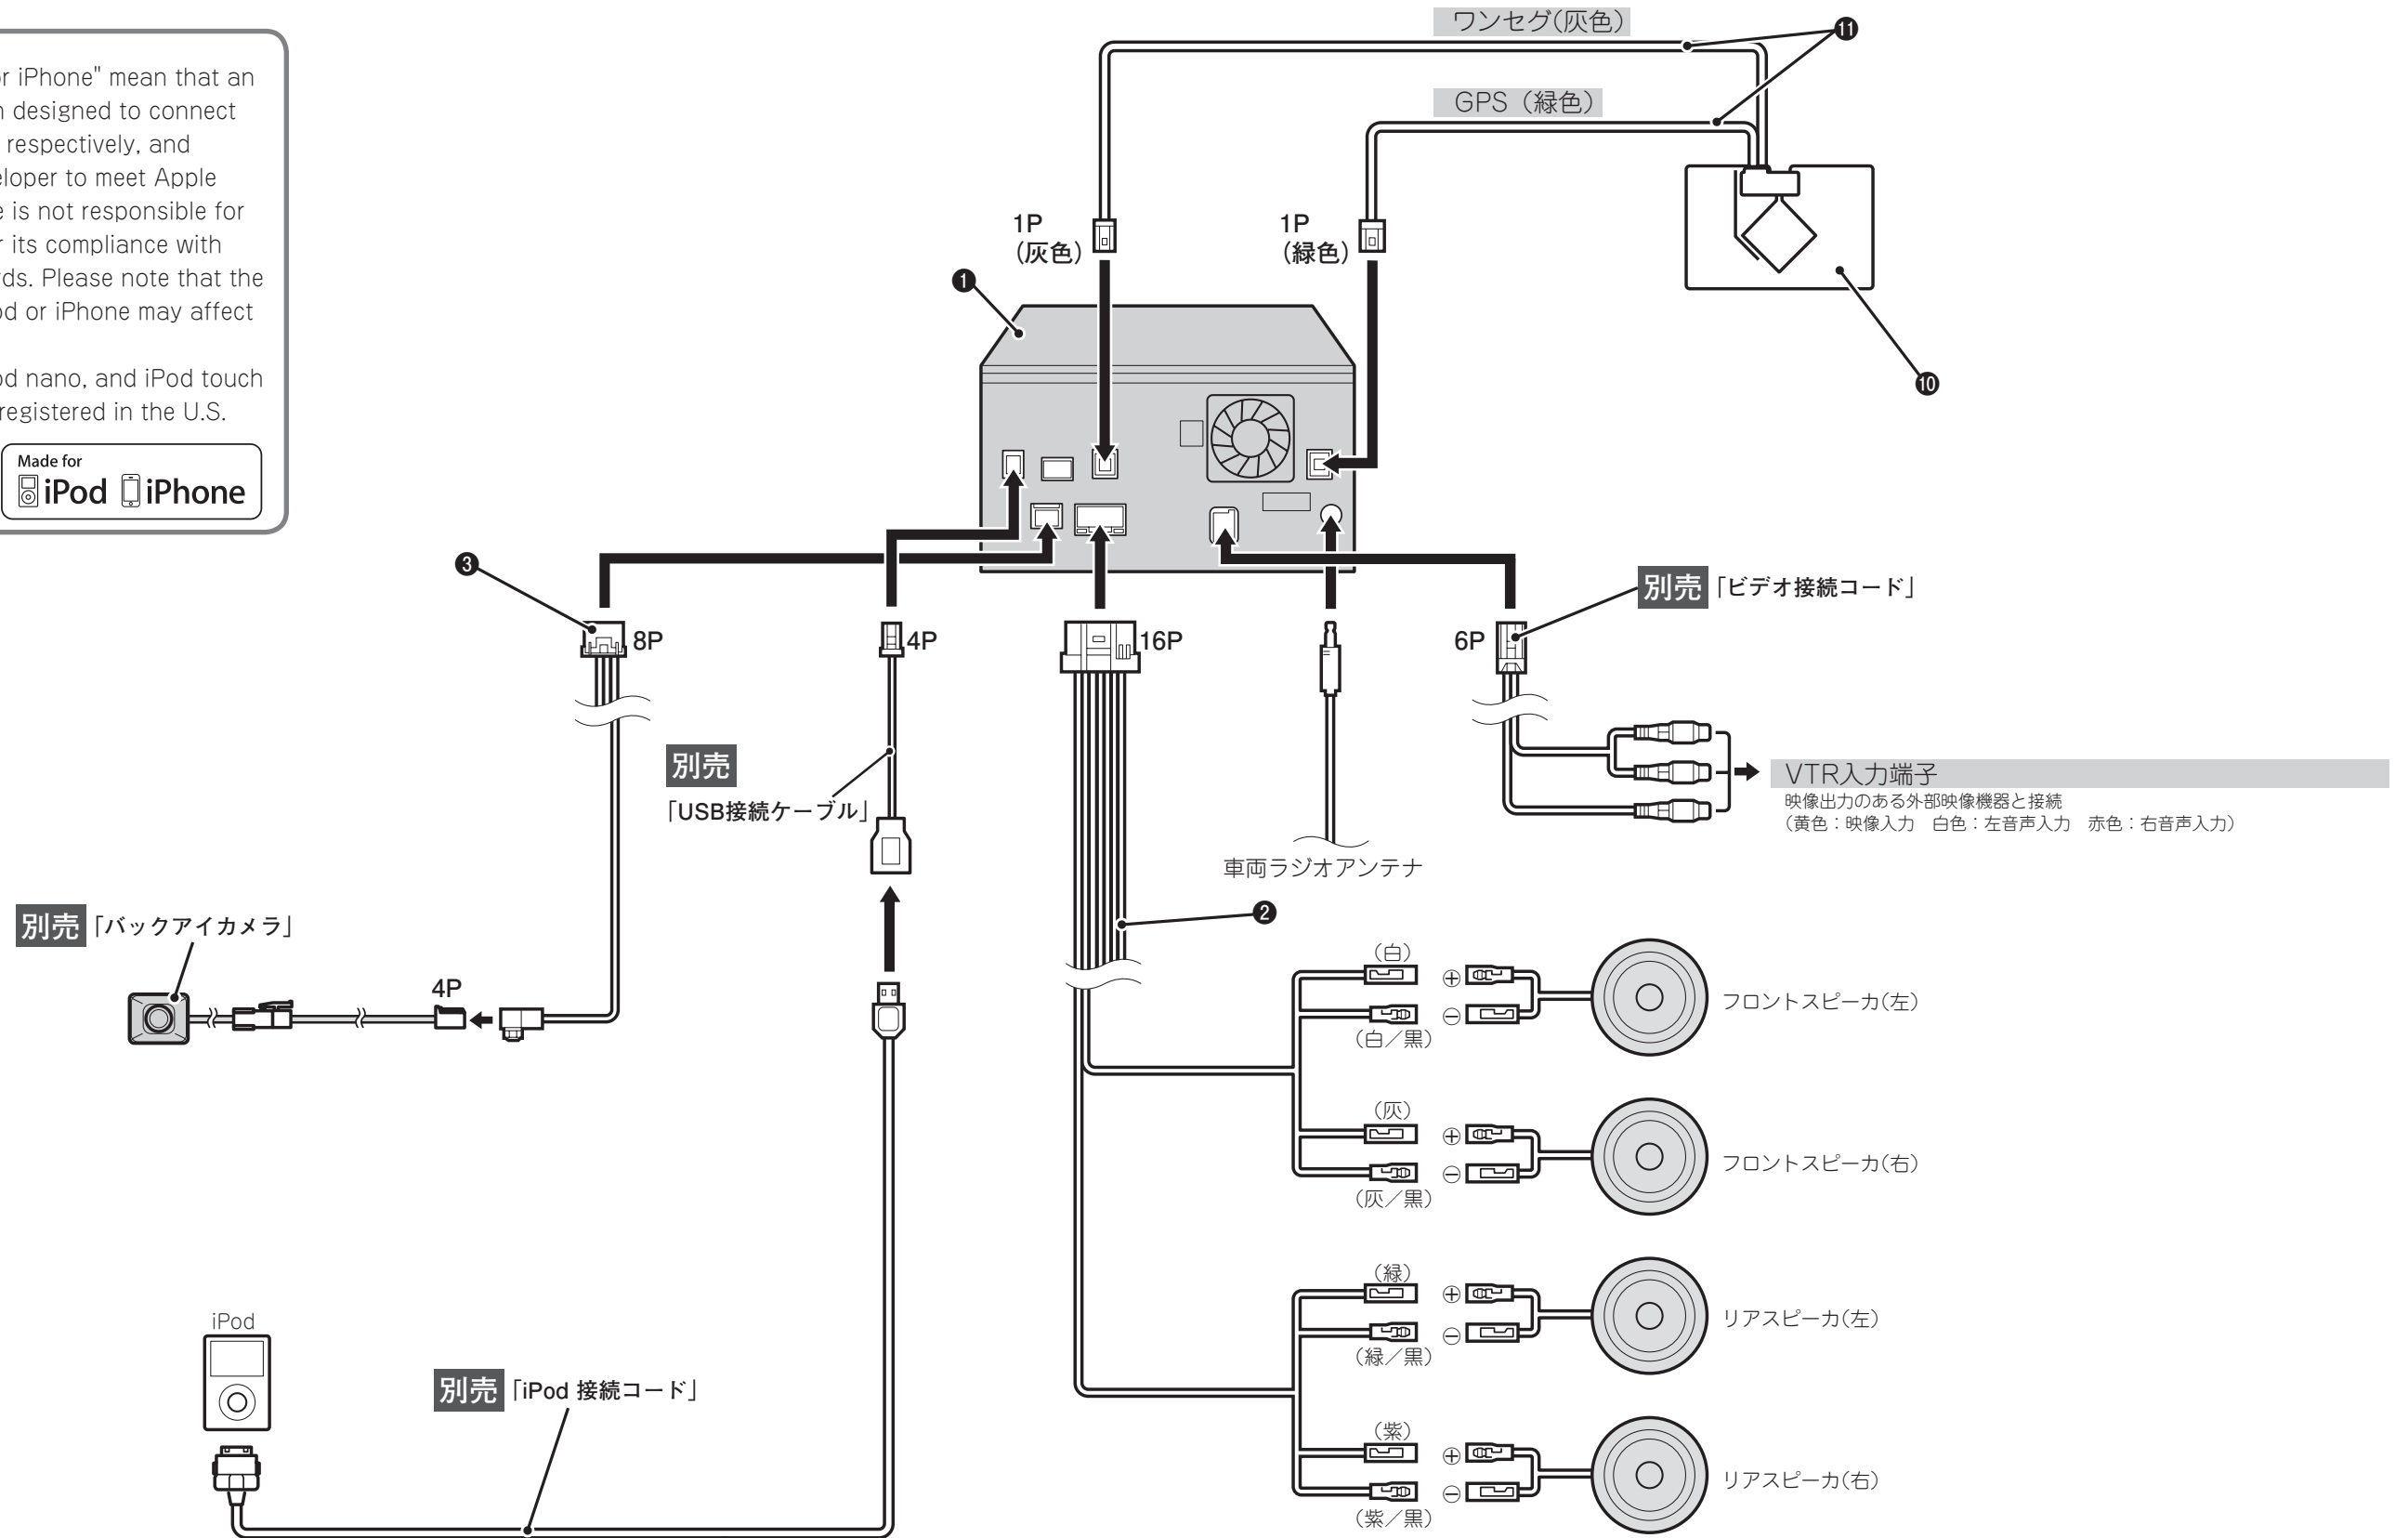 or iPhone" mean that an
designed to connect
respectively, and
eloper to meet Apple
is not responsible for
its compliance with
rds. Please note that the
od or iPhone may affect
od nano, and iPod touch
registered in the U.S.
Made for
iPod iPhone
ワンセグ(灰色)
⓫
GPS（緑色）
1P
（灰色）
1P
（緑色）
❶
❿
❸
8P
4P
16P
6P
別売「ビデオ接続コード」
別売
「USB接続ケーブル」
VTR入力端子
映像出力のある外部映像機器と接続
（黄色：映像入力　白色：左音声入力　赤色：右音声入力）
車両ラジオアンテナ
❷
別売「バックアイカメラ」
4P
（白）
⊕
⊖
（白／黒）
フロントスピーカ(左)
（灰）
⊕
⊖
（灰／黒）
フロントスピーカ(右)
（緑）
⊕
⊖
（緑／黒）
リアスピーカ(左)
iPod
別売「iPod 接続コード」
（紫）
⊕
⊖
（紫／黒）
リアスピーカ(右)